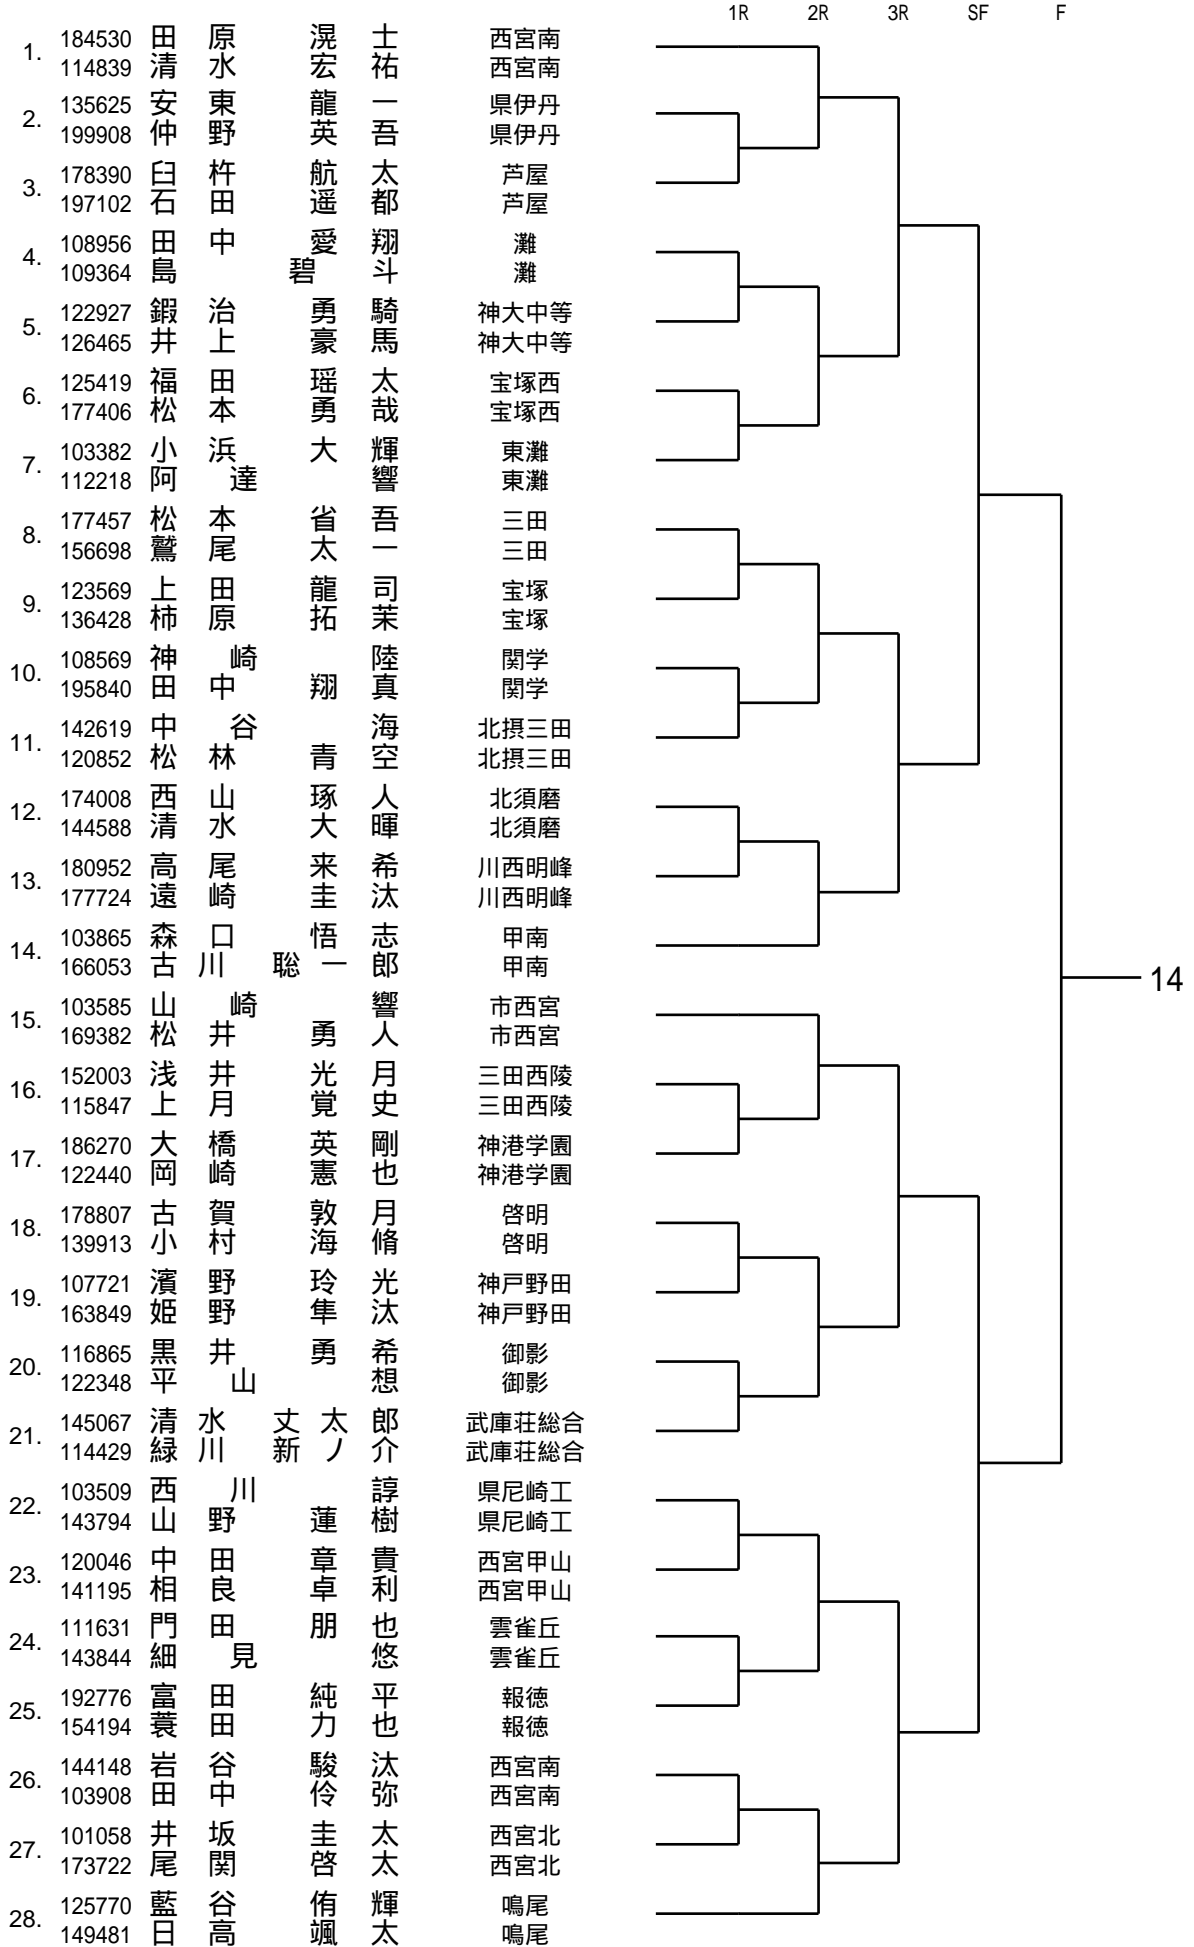 1R 2R 3R SF F
1. 184530 田原 滉士 西宮南
114839 清水 宏祐 西宮南
2. 135625 安東 龍一 県伊丹
199908 仲野 英吾 県伊丹
3. 178390 臼杵 航太 芦屋
197102 石田 遥都 芦屋
4. 108956 田中 愛翔 灘
109364 島 碧斗 灘
5. 122927 鍜治 勇騎 神大中等
126465 井上 豪馬 神大中等
6. 125419 福田 瑶太 宝塚西
177406 松本 勇哉 宝塚西
7. 103382 小浜 大輝 東灘
112218 阿達 響 東灘
8. 177457 松本 省吾 三田
156698 鷲尾 太一 三田
9. 123569 上田 龍司 宝塚
136428 柿原 拓茉 宝塚
10. 108569 神崎 陸 関学
195840 田中 翔真 関学
11. 142619 中谷 海 北摂三田
120852 松林 青空 北摂三田
12. 174008 西山 琢人 北須磨
144588 清水 大暉 北須磨
13. 180952 高尾 来希 川西明峰
177724 遠崎 圭汰 川西明峰
14. 103865 森口 悟志 甲南
166053 古川 聡一郎 甲南
14
15. 103585 山崎 響 市西宮
169382 松井 勇人 市西宮
16. 152003 浅井 光月 三田西陵
115847 上月 覚史 三田西陵
17. 186270 大橋 英剛 神港学園
122440 岡崎 憲也 神港学園
18. 178807 古賀 敦月 啓明
139913 小村 海脩 啓明
19. 107721 濱野 玲光 神戸野田
163849 姫野 隼汰 神戸野田
20. 116865 黒井 勇希 御影
122348 平山 想 御影
21. 145067 清水 丈太郎 武庫荘総合
114429 緑川 新ノ介 武庫荘総合
22. 103509 西川 諄 県尼崎工
143794 山野 蓮樹 県尼崎工
23. 120046 中田 章貴 西宮甲山
141195 相良 卓利 西宮甲山
24. 111631 門田 朋也 雲雀丘
143844 細見 悠 雲雀丘
25. 192776 富田 純平 報徳
154194 蓑田 力也 報徳
26. 144148 岩谷 駿汰 西宮南
103908 田中 伶弥 西宮南
27. 101058 井坂 圭太 西宮北
173722 尾関 啓太 西宮北
28. 125770 藍谷 侑輝 鳴尾
149481 日高 颯太 鳴尾